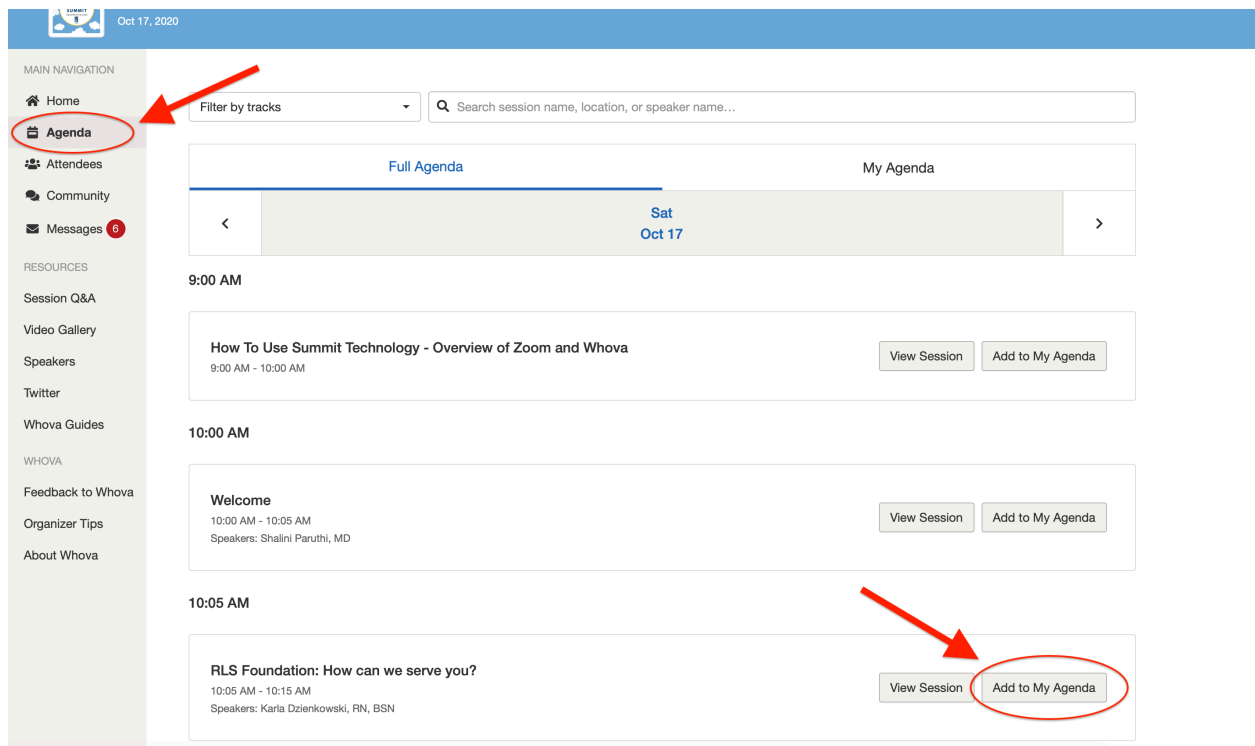 SUMMIT
Oct 17, 2020
MAIN NAVIGATION
Home
Agenda
Attendees
Community
Messages 6
RESOURCES
Session Q&A
Video Gallery
Speakers
Twitter
Whova Guides
WHOVA
Feedback to Whova
Organizer Tips
About Whova
Filter by tracks
Search session name, location, or speaker name...
Full Agenda
My Agenda
Sat
Oct 17
9:00 AM
How To Use Summit Technology - Overview of Zoom and Whova
9:00 AM - 10:00 AM
View Session
Add to My Agenda
10:00 AM
Welcome
10:00 AM - 10:05 AM
Speakers: Shalini Paruthi, MD
View Session
Add to My Agenda
10:05 AM
RLS Foundation: How can we serve you?
10:05 AM - 10:15 AM
Speakers: Karla Dzienkowski, RN, BSN
View Session
Add to My Agenda